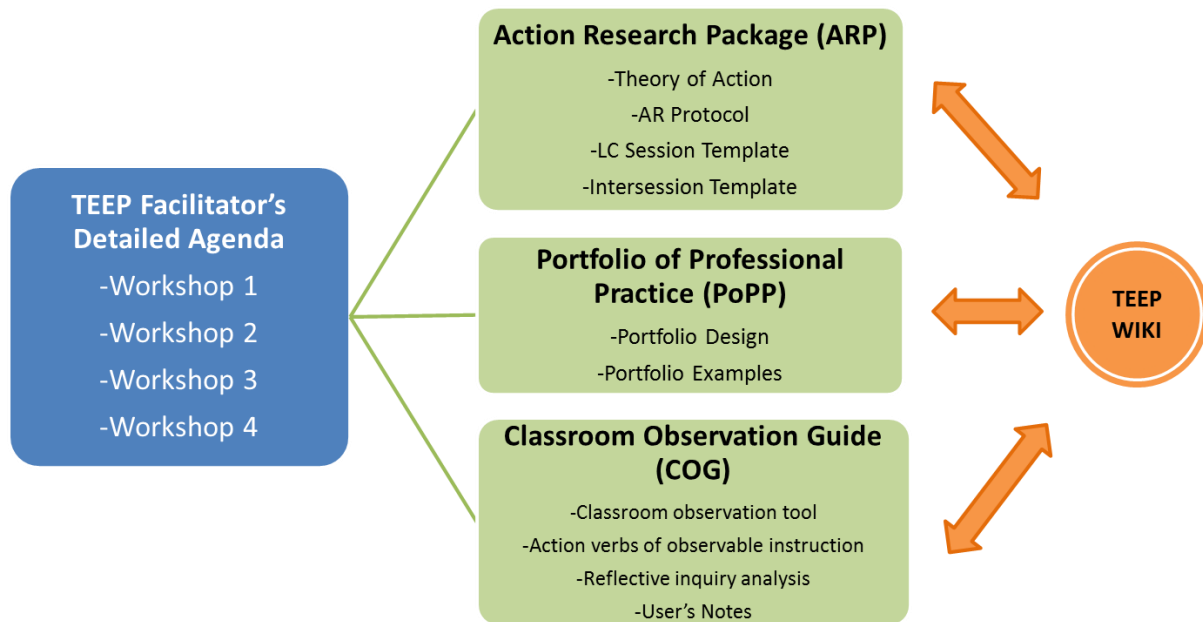 TEEP Facilitator’s
Detailed Agenda
-Workshop 1
-Workshop 2
-Workshop 3
-Workshop 4
Action Research Package (ARP)
-Theory of Action
-AR Protocol
-LC Session Template
-Intersession Template
Portfolio of Professional
Practice (PoPP)
-Portfolio Design
-Portfolio Examples
Classroom Observation Guide
(COG)
-Classroom observation tool
-Action verbs of observable instruction
-Reflective inquiry analysis
-User’s Notes
TEEP
WIKI